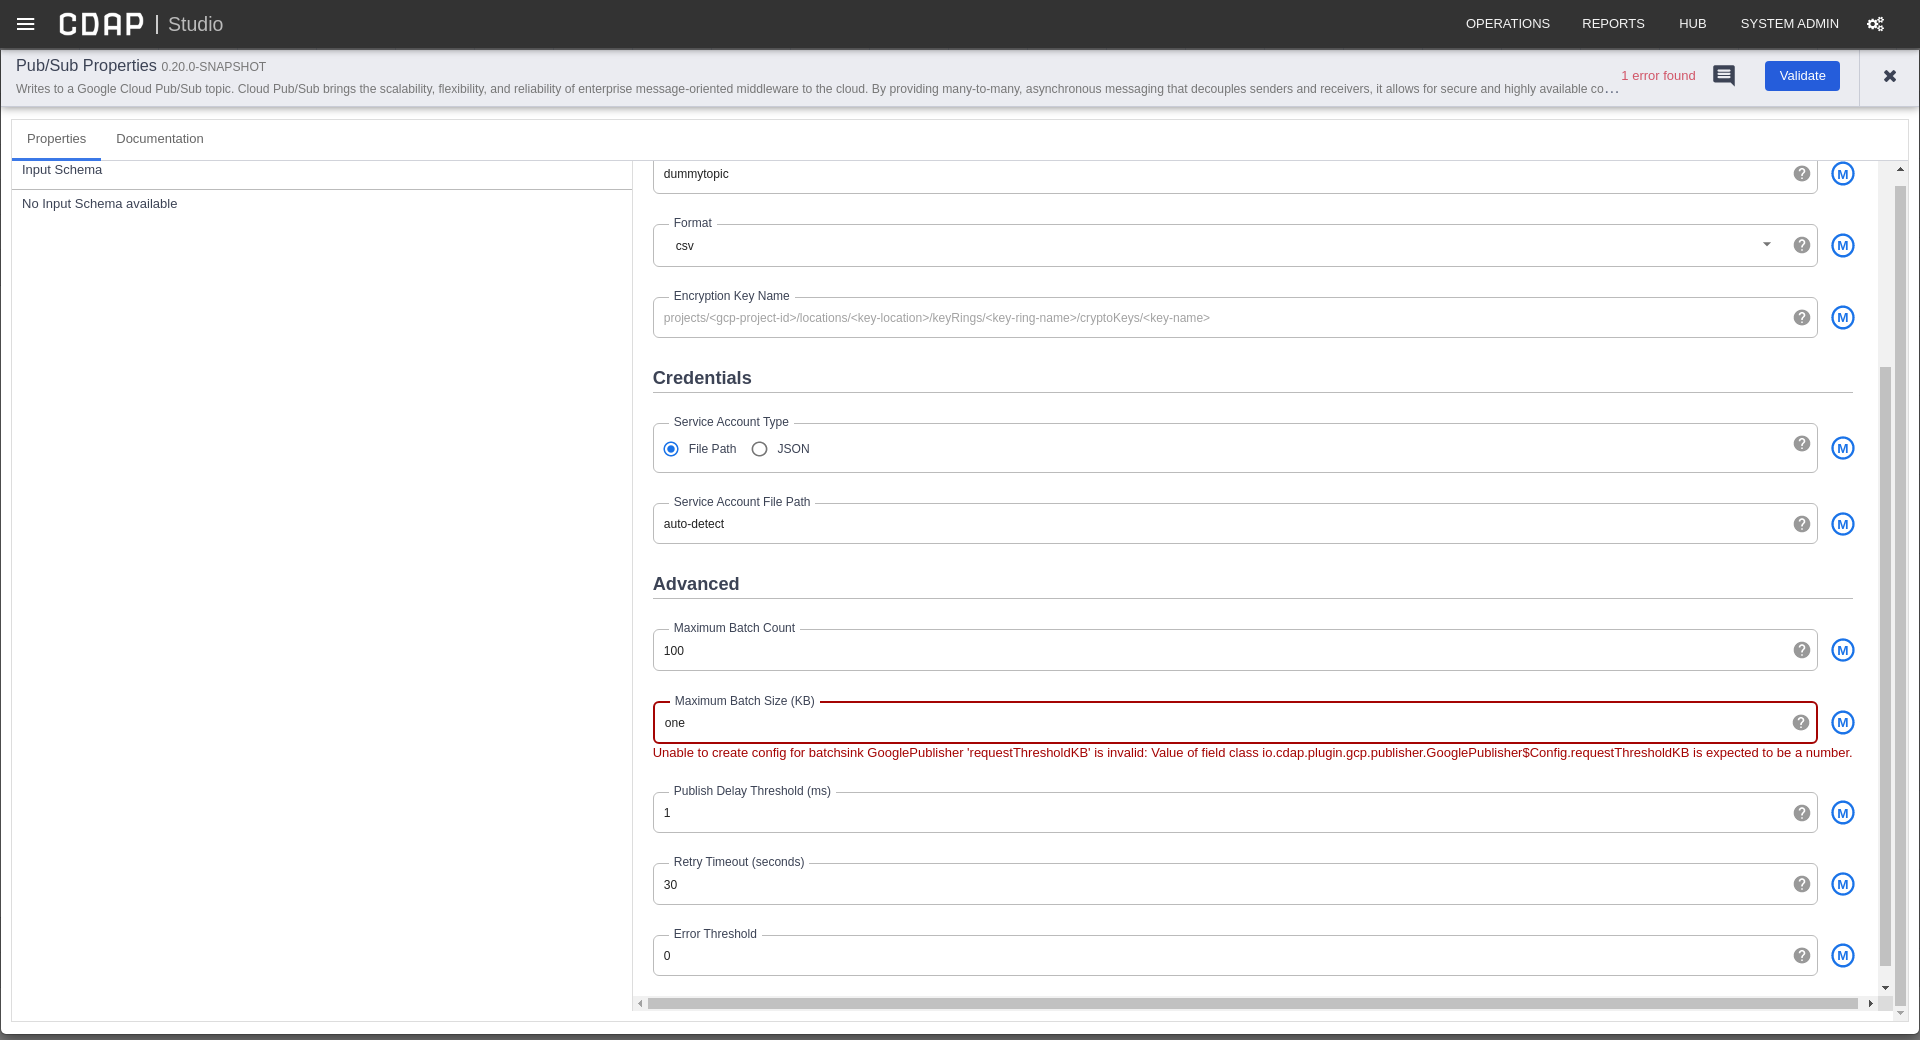 CDAP | Studio
OPERATIONS REPORTS HUB SYSTEM ADMIN
Pub/Sub Properties 0.20.0-SNAPSHOT
Writes to a Google Cloud Pub/Sub topic. Cloud Pub/Sub brings the scalability, flexibility, and reliability of enterprise message-oriented middleware to the cloud. By providing many-to-many, asynchronous messaging that decouples senders and receivers, it allows for secure and highly available co...
1 error found
Validate
Properties Documentation
Input Schema
No Input Schema available
dummytopic
M
Format
csv
M
Encryption Key Name
projects/<gcp-project-id>/locations/<key-location>/keyRings/<key-ring-name>/cryptoKeys/<key-name>
M
Credentials
Service Account Type
File Path JSON
M
Service Account File Path
auto-detect
M
Advanced
Maximum Batch Count
100
M
Maximum Batch Size (KB)
one
M
Unable to create config for batchsink GooglePublisher 'requestThresholdKB' is invalid: Value of field class io.cdap.plugin.gcp.publisher.GooglePublisher$Config.requestThresholdKB is expected to be a number.
Publish Delay Threshold (ms)
1
M
Retry Timeout (seconds)
30
M
Error Threshold
0
M